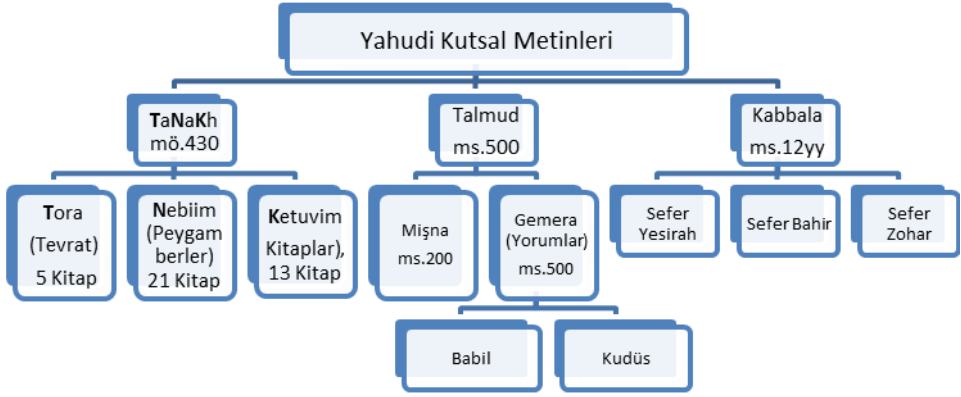 Yahudi Kutsal Metinleri
TaNaKh
mö.430
Talmud
ms.500
Kabbala
ms.12yy
Tora
(Tevrat)
5 Kitap
Nebiim
(Peygam
berler)
21 Kitap
Ketuvim
Kitaplar),
13 Kitap
Mişna
ms.200
Gemera
(Yorumlar)
ms.500
Sefer
Yesirah
Sefer Bahir
Sefer
Zohar
Babil
Kudüs